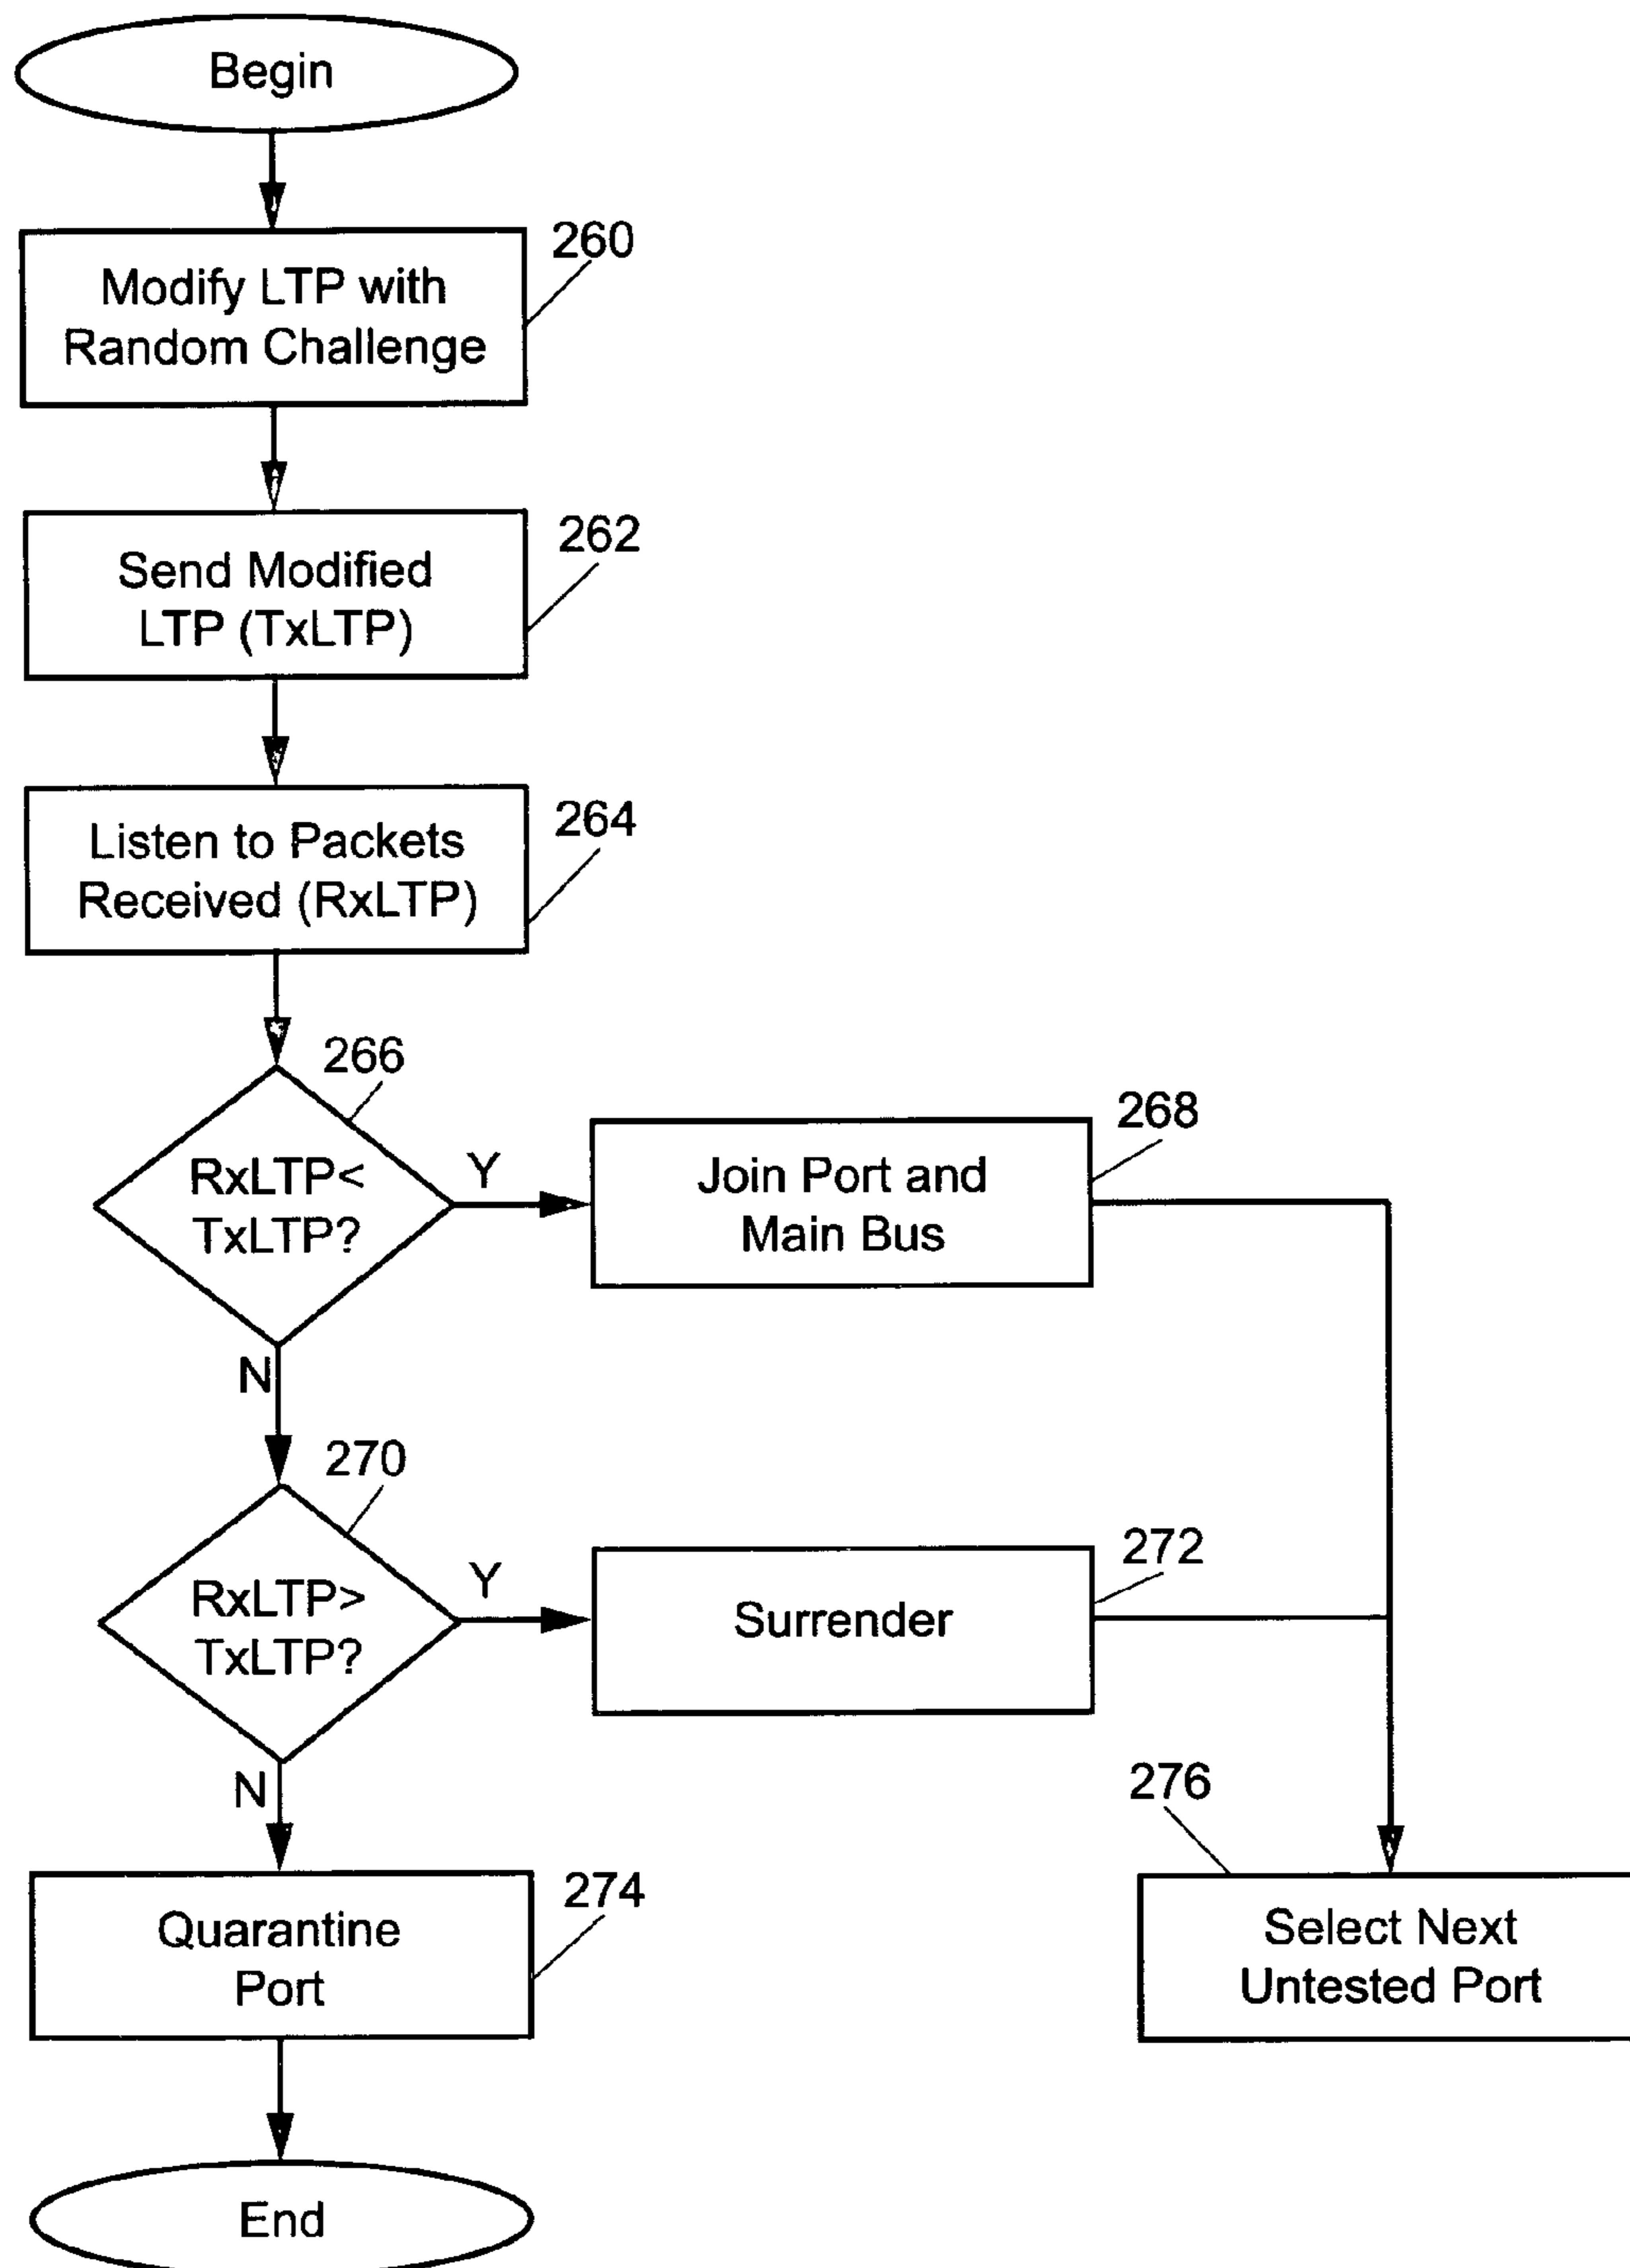 Begin
260
Modify LTP with
Random Challenge
262
Send Modified
LTP (TxLTP)
264
Listen to Packets
Received (RxLTP)
266
RxLTP<
TxLTP?
Y
N
268
Join Port and
Main Bus
270
RxLTP>
TxLTP?
Y
N
272
Surrender
274
Quarantine
Port
276
Select Next
Untested Port
End